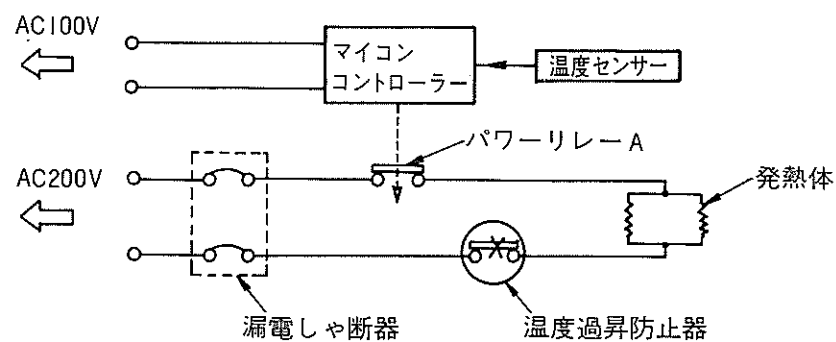 AC100V
マイコン
コントローラー
温度センサー
パワーリレーA
AC200V
発熱体
漏電しゃ断器
温度過昇防止器